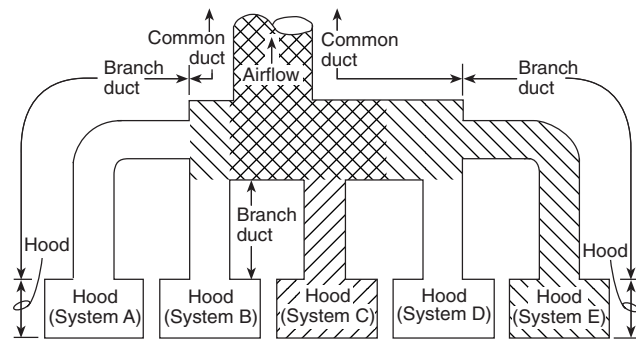 Common
duct
Common
duct
Branch
duct
Airflow
Branch
duct
Branch
duct
Hood
Hood
Hood
(System A)
Hood
(System B)
Hood
(System C)
Hood
(System D)
Hood
(System E)